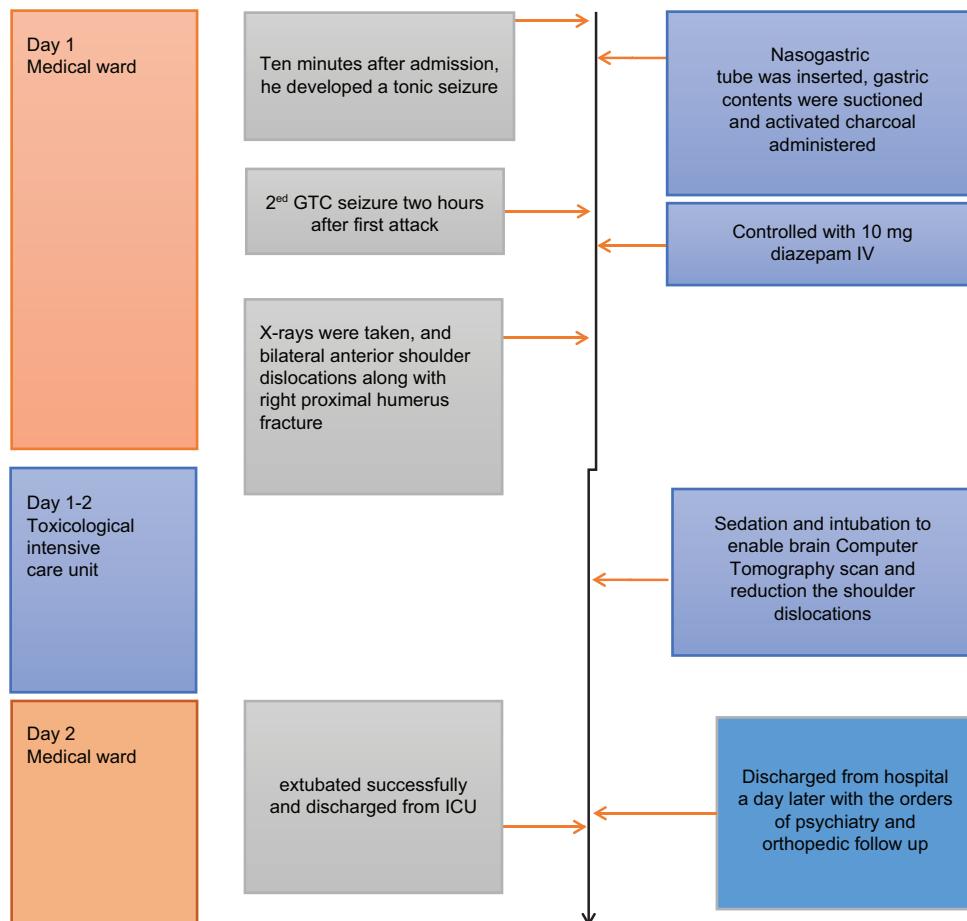 Day 1
Medical ward
Ten minutes after admission,
he developed a tonic seizure
Nasogastric
tube was inserted, gastric
contents were suctioned
and activated charcoal
administered
2ed GTC seizure two hours
after first attack
Controlled with 10 mg
diazepam IV
X-rays were taken, and
bilateral anterior shoulder
dislocations along with
right proximal humerus
fracture
Day 1-2
Toxicological
intensive
care unit
Sedation and intubation to
enable brain Computer
Tomography scan and
reduction the shoulder
dislocations
Day 2
Medical ward
extubated successfully
and discharged from ICU
Discharged from hospital
a day later with the orders
of psychiatry and
orthopedic follow up